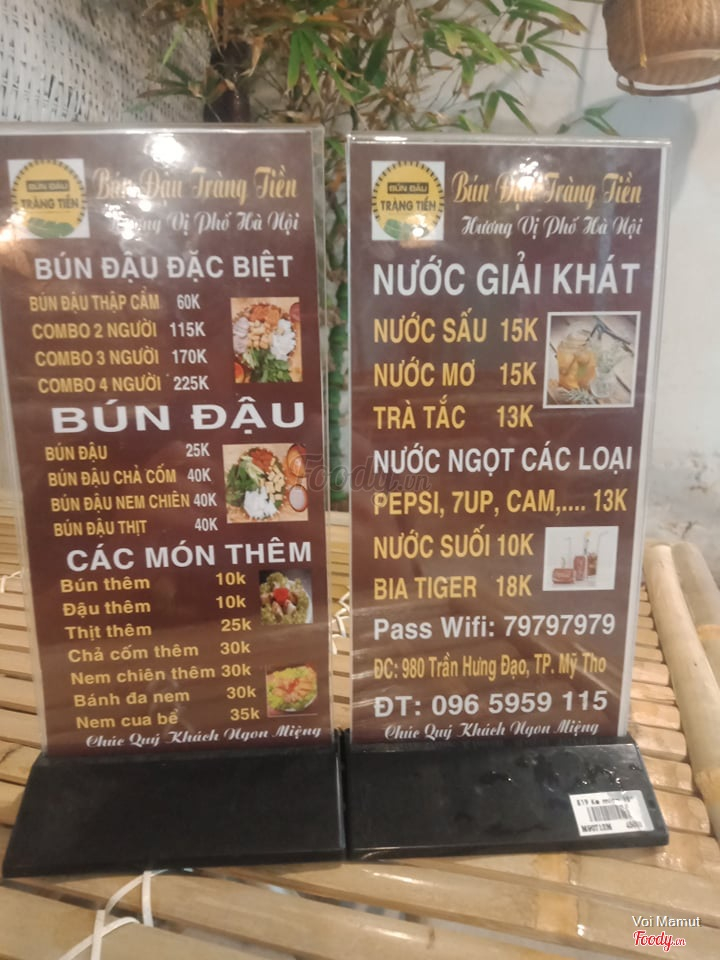 BÚN ĐẬU
TRÀNG TIỀN
Bún Đậu Tràng Tiền
Hương Vị Phố Hà Nội
BÚN ĐẬU ĐẶC BIỆT
BÚN ĐẬU THẬP CẨM 60K
COMBO 2 NGƯỜI 115K
COMBO 3 NGƯỜI 170K
COMBO 4 NGƯỜI 225K
BÚN ĐẬU
BÚN ĐẬU 25K
BÚN ĐẬU CHẢ CỐM 40K
BÚN ĐẬU NEM CHIÊN 40K
BÚN ĐẬU THỊT 40K
CÁC MÓN THÊM
Bún thêm 10k
Đậu thêm 10k
Thịt thêm 25k
Chả cốm thêm 30k
Nem chiên thêm 30k
Bánh đa nem 30k
Nem cua bể 35k
Chúc Quý Khách Ngon Miệng
BÚN ĐẬU
TRÀNG TIỀN
Bún Đậu Tràng Tiền
Hương Vị Phố Hà Nội
NƯỚC GIẢI KHÁT
NƯỚC SẤU 15K
NƯỚC MƠ 15K
TRÀ TẮC 13K
NƯỚC NGỌT CÁC LOẠI
PEPSI, 7UP, CAM,.... 13K
NƯỚC SUỐI 10K
BIA TIGER 18K
Pass Wifi: 79797979
ĐC: 980 Trần Hưng Đạo, TP. Mỹ Tho
ĐT: 096 5959 115
Chúc Quý Khách Ngon Miệng
Foody.vn
Voi Mamut
Foody.vn